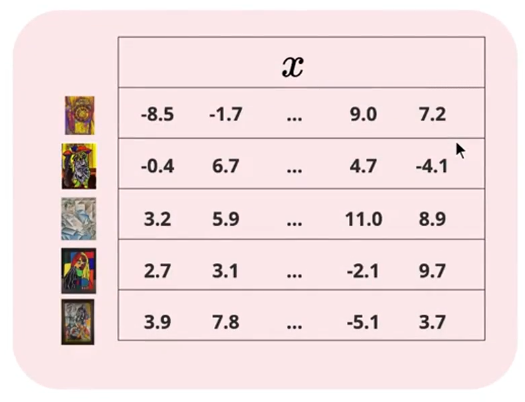 x
-8.5 -1.7 ... 9.0 7.2
-0.4 6.7 ... 4.7 -4.1
3.2 5.9 ... 11.0 8.9
2.7 3.1 ... -2.1 9.7
3.9 7.8 ... -5.1 3.7